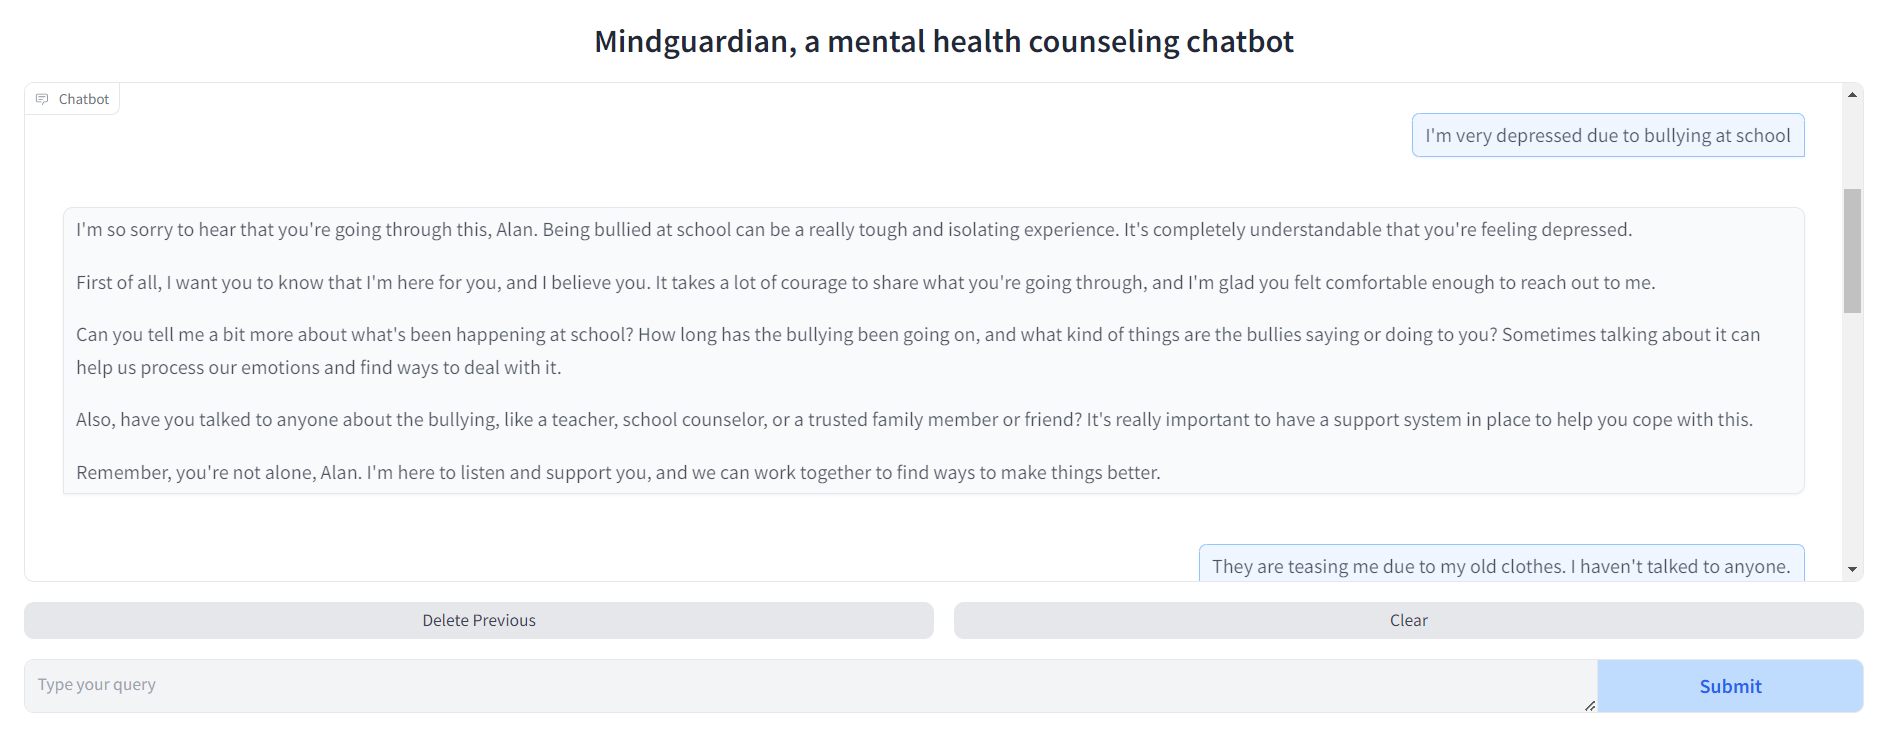 Mindguardian, a mental health counseling chatbot
Chatbot
I'm very depressed due to bullying at school
I'm so sorry to hear that you're going through this, Alan. Being bullied at school can be a really tough and isolating experience. It's completely understandable that you're feeling depressed.
First of all, I want you to know that I'm here for you, and I believe you. It takes a lot of courage to share what you're going through, and I'm glad you felt comfortable enough to reach out to me.
Can you tell me a bit more about what's been happening at school? How long has the bullying been going on, and what kind of things are the bullies saying or doing to you? Sometimes talking about it can
help us process our emotions and find ways to deal with it.
Also, have you talked to anyone about the bullying, like a teacher, school counselor, or a trusted family member or friend? It's really important to have a support system in place to help you cope with this.
Remember, you're not alone, Alan. I'm here to listen and support you, and we can work together to find ways to make things better.
They are teasing me due to my old clothes. I haven't talked to anyone.
Delete Previous
Clear
Type your query
Submit